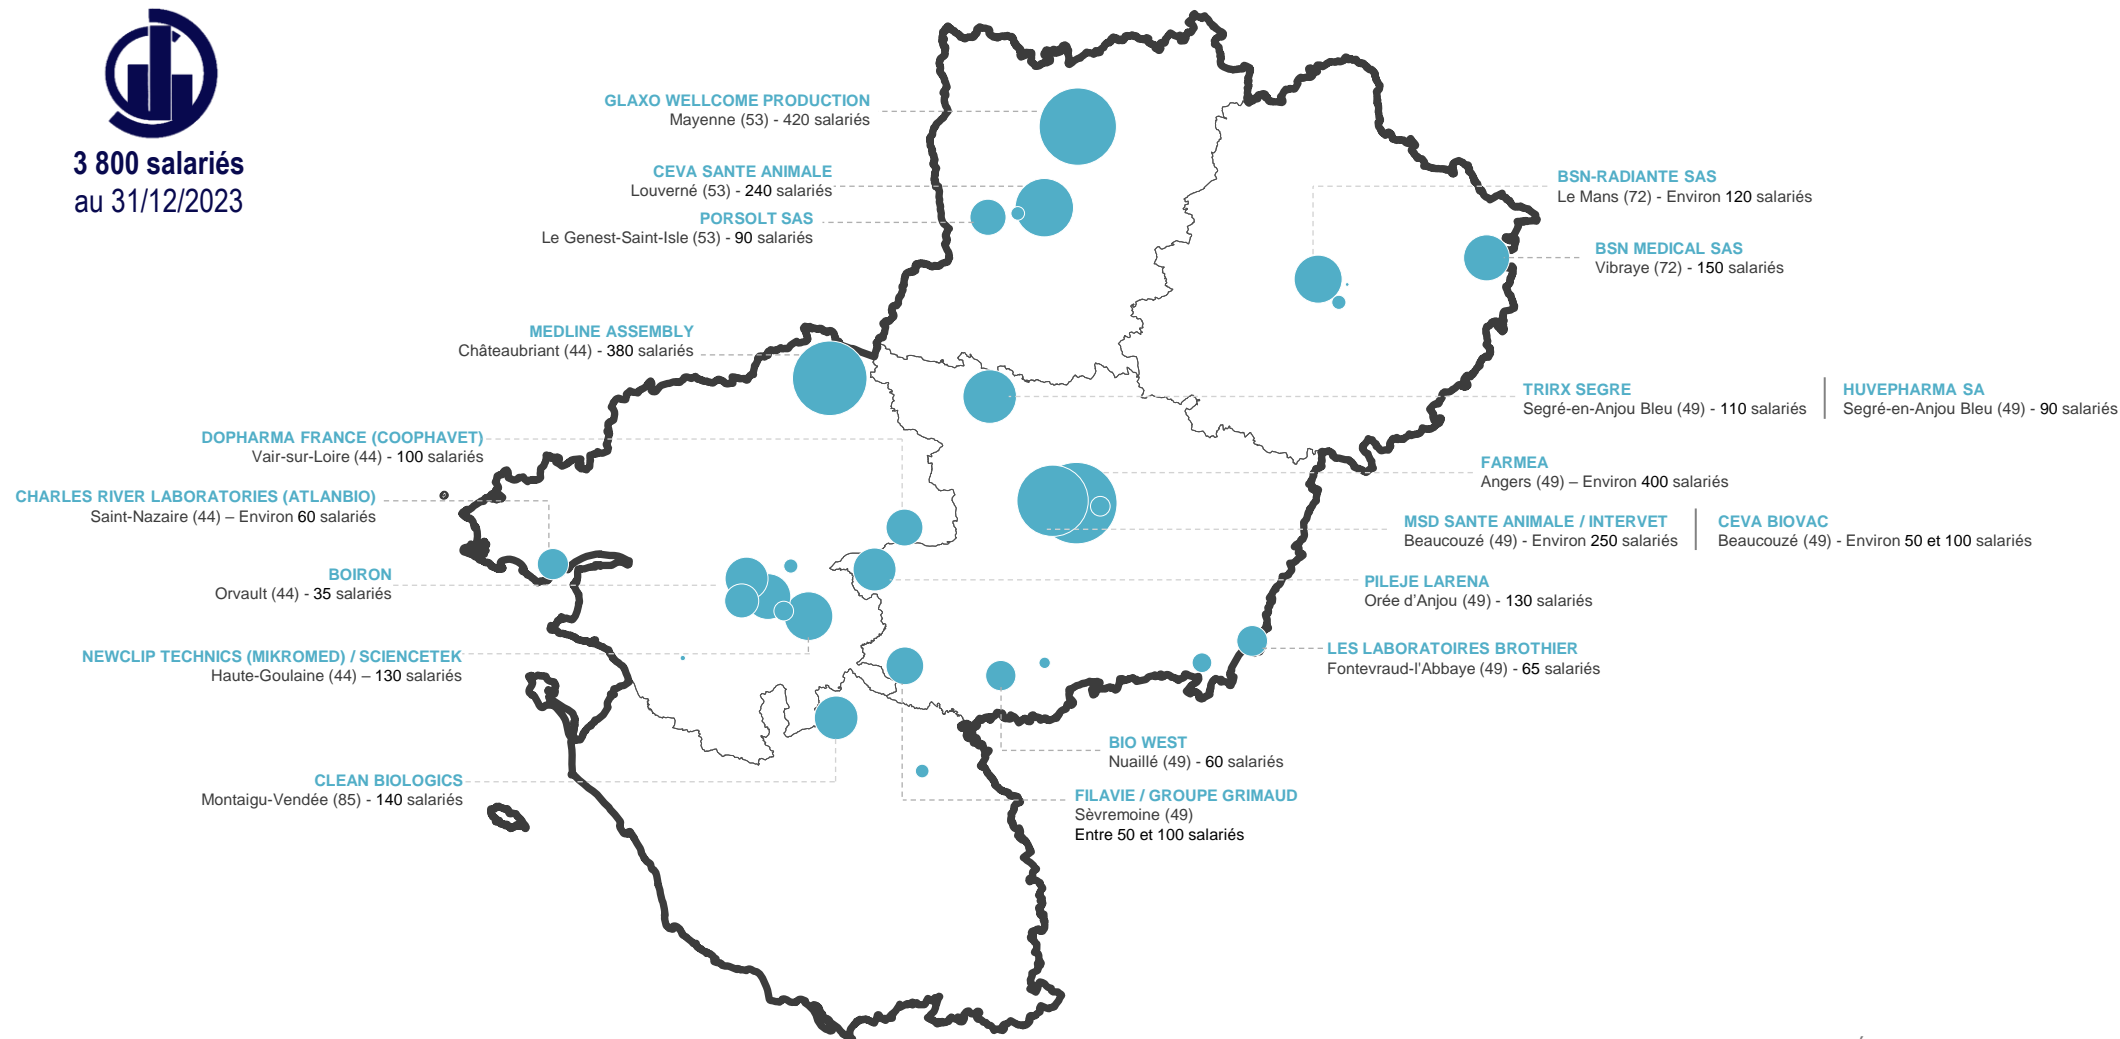 3 800 salariés
au 31/12/2023
GLAXO WELLCOME PRODUCTION
Mayenne (53) - 420 salariés
CEVA SANTE ANIMALE
Louverné (53) - 240 salariés
PORSOLT SAS
Le Genest-Saint-Isle (53) - 90 salariés
BSN-RADIANTE SAS
Le Mans (72) - Environ 120 salariés
BSN MEDICAL SAS
Vibraye (72) - 150 salariés
MEDLINE ASSEMBLY
Châteaubriant (44) - 380 salariés
TRIRX SEGRE
Segré-en-Anjou Bleu (49) - 110 salariés
HUVEPHARMA SA
Segré-en-Anjou Bleu (49) - 90 salariés
DOPHARMA FRANCE (COOPHAVET)
Vair-sur-Loire (44) - 100 salariés
FARMEA
Angers (49) – Environ 400 salariés
CHARLES RIVER LABORATORIES (ATLANBIO)
Saint-Nazaire (44) – Environ 60 salariés
MSD SANTE ANIMALE / INTERVET
Beaucouzé (49) - Environ 250 salariés
CEVA BIOVAC
Beaucouzé (49) - Environ 50 et 100 salariés
BOIRON
Orvault (44) - 35 salariés
PILEJE LARENA
Orée d'Anjou (49) - 130 salariés
NEWCLIP TECHNICS (MIKROMED) / SCIENCETEK
Haute-Goulaine (44) – 130 salariés
LES LABORATOIRES BROTHIER
Fontevraud-l'Abbaye (49) - 65 salariés
BIO WEST
Nuaillé (49) - 60 salariés
CLEAN BIOLOGICS
Montaigu-Vendée (85) - 140 salariés
FILAVIE / GROUPE GRIMAUD
Sèvremoine (49)
Entre 50 et 100 salariés